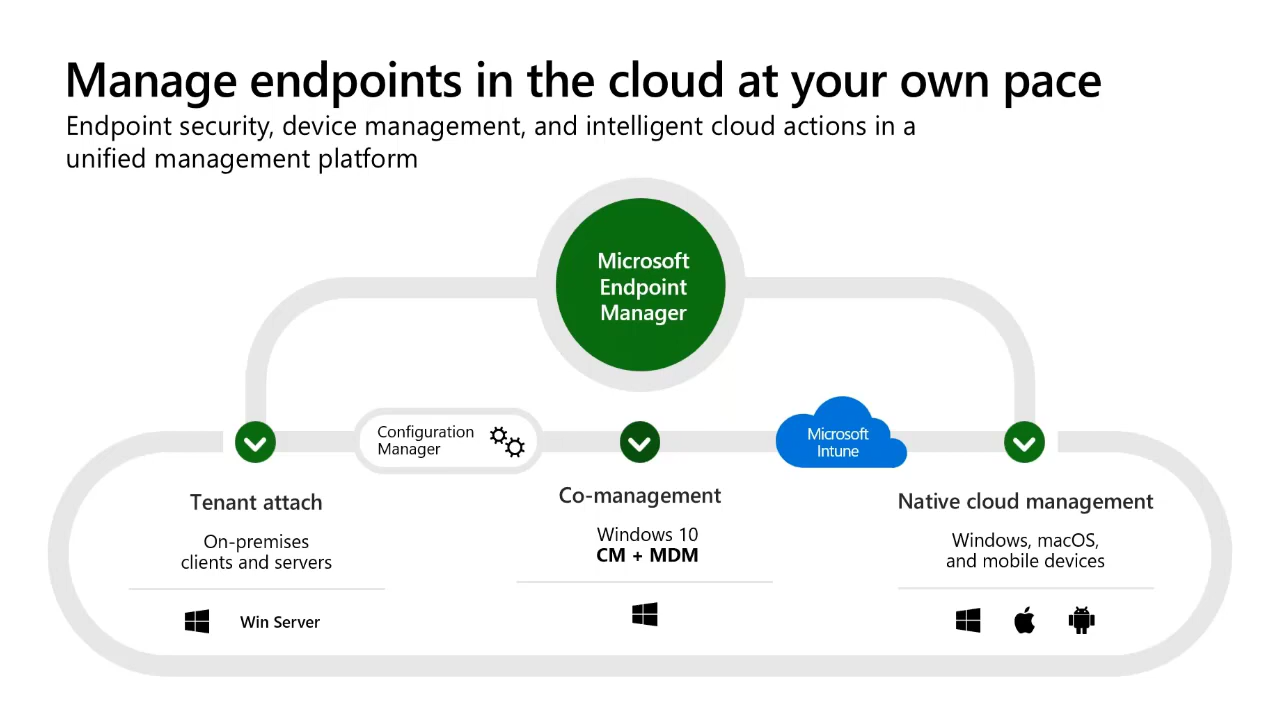 Manage endpoints in the cloud at your own pace
Endpoint security, device management, and intelligent cloud actions in a
unified management platform
Microsoft
Endpoint
Manager
Configuration
Manager
Microsoft
Intune
Tenant attach
On-premises
clients and servers
Win Server
Co-management
Windows 10
CM + MDM
Native cloud management
Windows, macOS,
and mobile devices